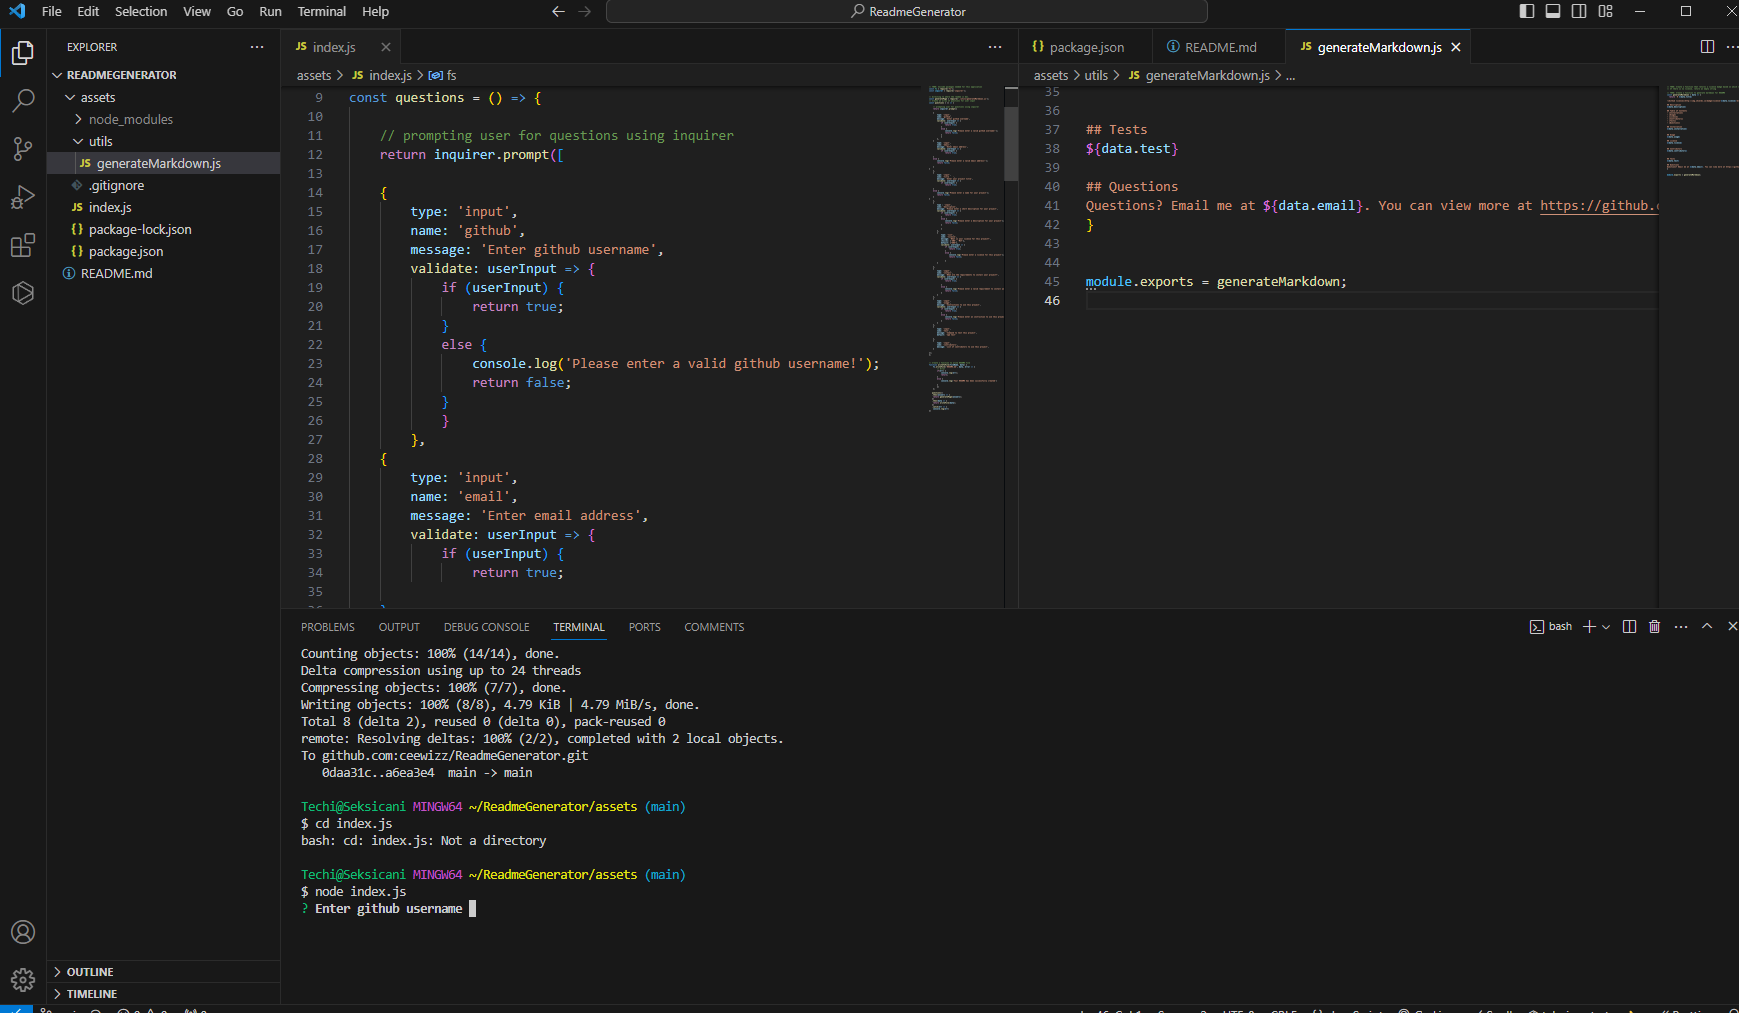 File Edit Selection View Go Run Terminal Help
ReadmeGenerator
EXPLORER
READMEGENERATOR
assets
node_modules
utils
JS generateMarkdown.js
.gitignore
JS index.js
{} package-lock.json
{} package.json
README.md
OUTLINE
TIMELINE
JS index.js
assets > JS index.js > fs
9 const questions = () => {
10
11 // prompting user for questions using inquirer
12 return inquirer.prompt([
13
14 {
15 type: 'input',
16 name: 'github',
17 message: 'Enter github username',
18 validate: userInput => {
19 if (userInput) {
20 return true;
21 }
22 else {
23 console.log('Please enter a valid github username!');
24 return false;
25 }
26 }
27 },
28 {
29 type: 'input',
30 name: 'email',
31 message: 'Enter email address',
32 validate: userInput => {
33 if (userInput) {
34 return true;
35
{} package.json
README.md
JS generateMarkdown.js
assets > utils > JS generateMarkdown.js > ...
35
36
37 ## Tests
38 ${data.test}
39
40 ## Questions
41 Questions? Email me at ${data.email}. You can view more at https://github.
42 }
43
44
45 module.exports = generateMarkdown;
46
PROBLEMS OUTPUT DEBUG CONSOLE TERMINAL PORTS COMMENTS
bash
Counting objects: 100% (14/14), done.
Delta compression using up to 24 threads
Compressing objects: 100% (7/7), done.
Writing objects: 100% (8/8), 4.79 KiB | 4.79 MiB/s, done.
Total 8 (delta 2), reused 0 (delta 0), pack-reused 0
remote: Resolving deltas: 100% (2/2), completed with 2 local objects.
To github.com:ceewizz/ReadmeGenerator.git
0daa31c..a6ea3e4 main -> main
Techi@Seksicani MINGW64 ~/ReadmeGenerator/assets (main)
$ cd index.js
bash: cd: index.js: Not a directory
Techi@Seksicani MINGW64 ~/ReadmeGenerator/assets (main)
$ node index.js
? Enter github username